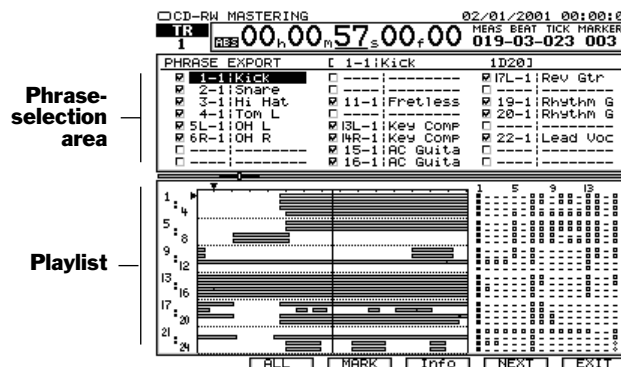 CD-RW MASTERING 02/01/2001 00:00:0
TR 1 ABS 00h00m57s00f00 MEAS BEAT TICK MARKER
019-03-023 003
PHRASE EXPORT [ 1-1¦Kick 1D20]
1-1¦Kick -----¦-------- 17L-1¦Rev Gtr
2-1¦Snare -----¦-------- -----¦--------
3-1¦Hi Hat 11-1¦Fretless 19-1¦Rhythm G
4-1¦Tom L -----¦-------- 20-1¦Rhythm G
5L-1¦OH L 13L-1¦Key Comp -----¦--------
6R-1¦OH R 14R-1¦Key Comp 22-1¦Lead Voc
-----¦-------- 15-1¦AC Guita -----¦--------
-----¦-------- 16-1¦AC Guita -----¦--------
Phrase-
selection
area
Playlist
1 5 9 13
1
:4
5
:8
9
:12
13
:16
17
:20
21
:24
ALL MARK Info NEXT EXIT